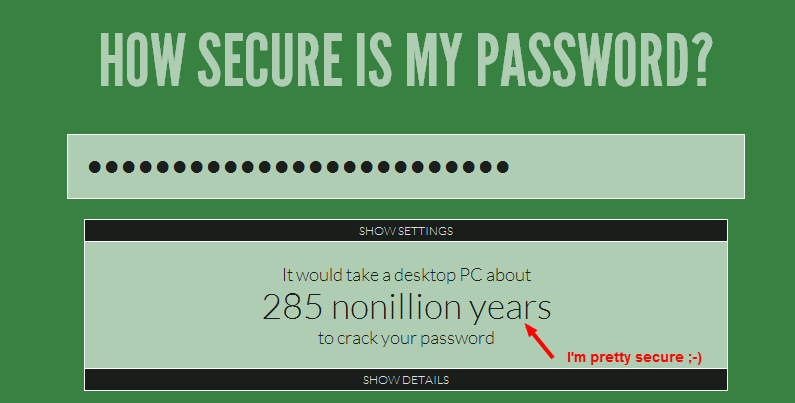 HOW SECURE IS MY PASSWORD?
SHOW SETTINGS
It would take a desktop PC about
285 nonillion years
to crack your password
I'm pretty secure ;-)
SHOW DETAILS